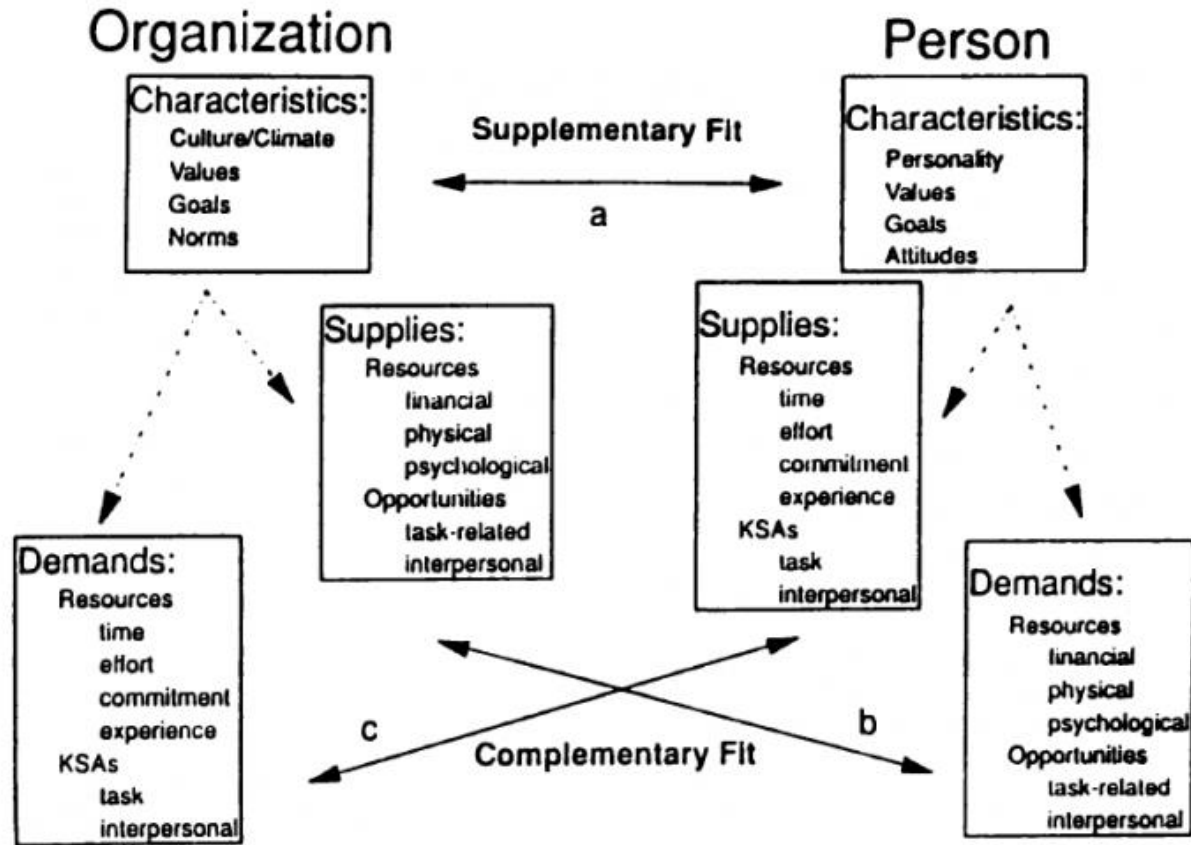 Organization
Person
Characteristics:
Culture/Climate
Values
Goals
Norms
Supplementary Fit
a
Characteristics:
Personality
Values
Goals
Attitudes
Supplies:
Resources
financial
physical
psychological
Opportunities
task-related
interpersonal
Supplies:
Resources
time
effort
commitment
experience
KSAs
task
interpersonal
Demands:
Resources
time
effort
commitment
experience
KSAs
task
interpersonal
Demands:
Resources
financial
physical
psychological
Opportunities
task-related
interpersonal
c
b
Complementary Fit